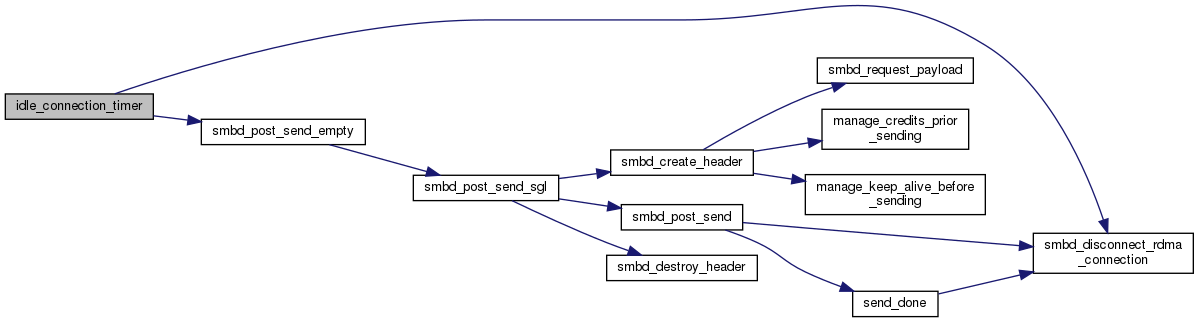 idle_connection_timer
smbd_post_send_empty
smbd_post_send_sgl
smbd_create_header
smbd_request_payload
manage_credits_prior
_sending
manage_keep_alive_before
_sending
smbd_post_send
smbd_destroy_header
send_done
smbd_disconnect_rdma
_connection